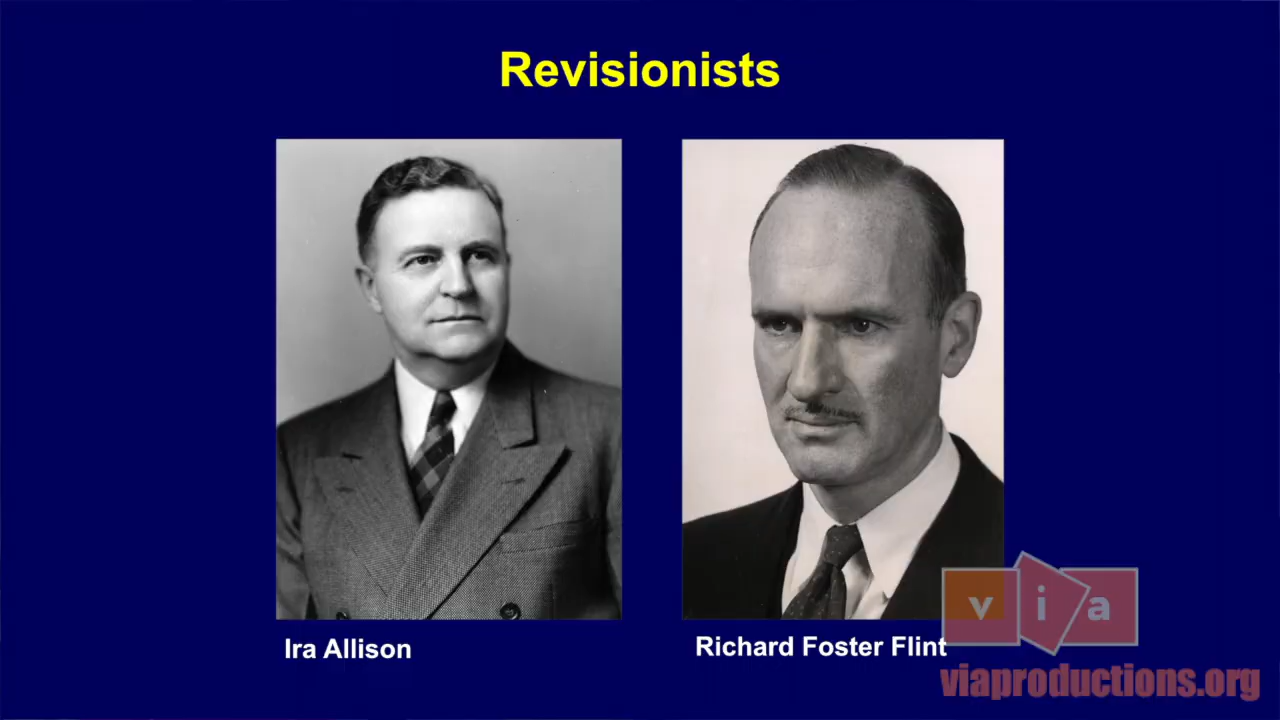 Revisionists
Ira Allison
Richard Foster Flint
v i a
viaproductions.org